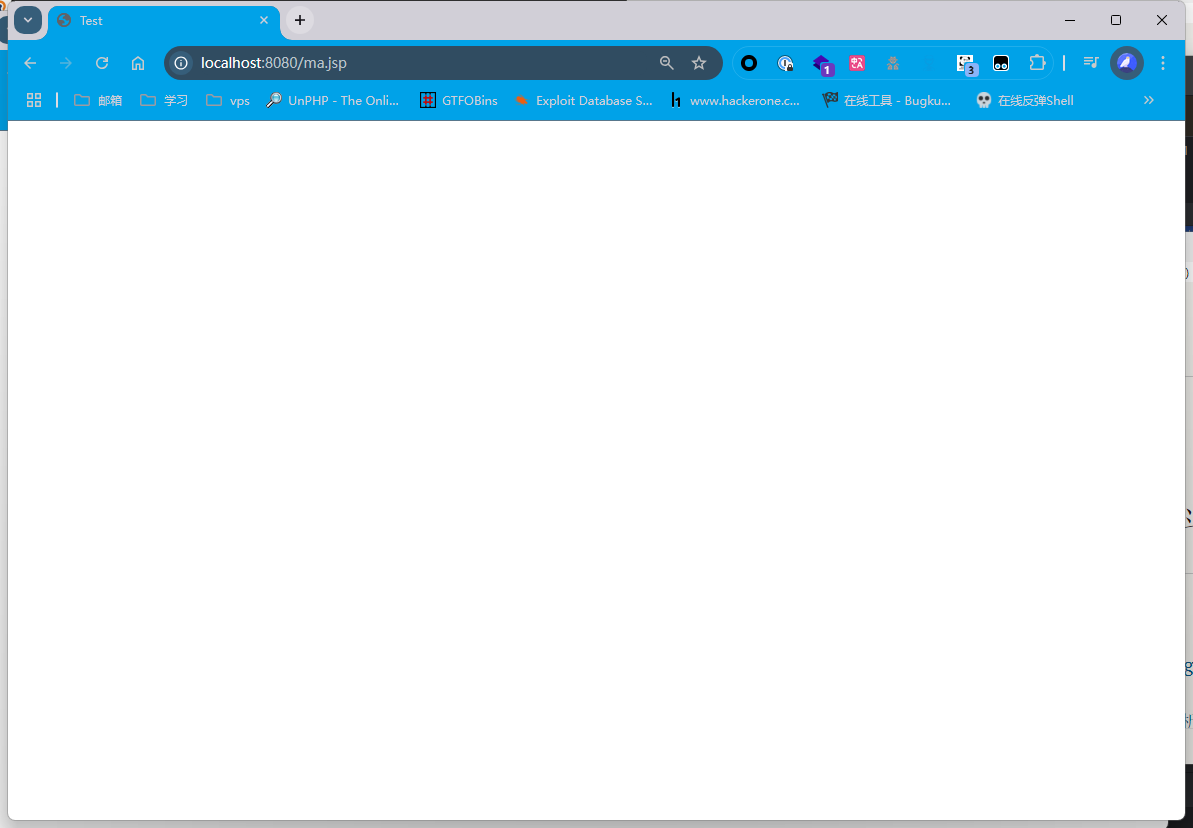 Test
localhost:8080/ma.jsp
1
3
邮箱 学习 vps UnPHP - The Onli... GTFOBins Exploit Database S... www.hackerone.c... 在线工具 - Bugku... 在线反弹Shell